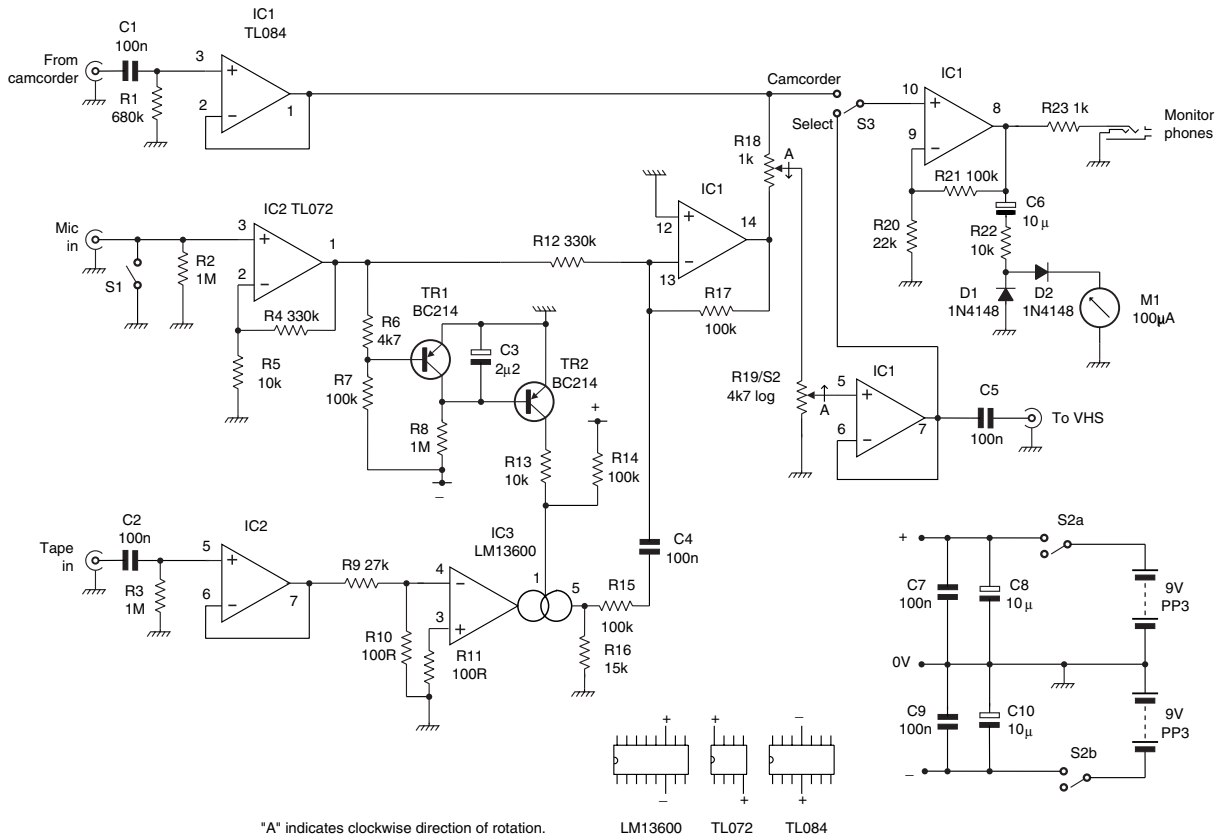 From
camcorder
C1
100n
R1
680k
IC1
TL084
3
+
2
−
1
Camcorder
Select
S3
IC1
10
+
9
−
8
R23 1k
Monitor
phones
R21 100k
R20
22k
C6
10 µ
R22
10k
D1
1N4148
D2
1N4148
M1
100µA
Mic
in
S1
R2
1M
IC2 TL072
3
+
2
−
1
R4 330k
R5
10k
R12 330k
IC1
12
+
13
−
14
R17
100k
R18
1k
A
R6
4k7
R7
100k
TR1
BC214
C3
2µ2
TR2
BC214
R8
1M
−
R13
10k
+
R14
100k
R19/S2
4k7 log
A
IC1
5
+
6
−
7
C5
100n
To VHS
Tape
in
C2
100n
R3
1M
IC2
5
+
6
−
7
R9 27k
R10
100R
R11
100R
IC3
LM13600
4
−
3
+
1
5
R15
100k
R16
15k
C4
100n
S2a
+
C7
100n
C8
10µ
9V
PP3
0V
C9
100n
C10
10µ
9V
PP3
−
S2b
+
−
LM13600
+
+
TL072
−
+
TL084
"A" indicates clockwise direction of rotation.